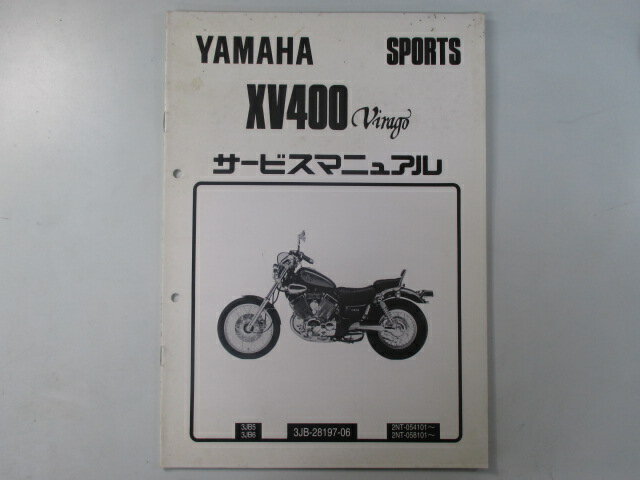 YAMAHA SPORTS
XV400 Virago
サービスマニュアル
3JB5
3JB6
3JB-28197-06
2NT-054101～
2NT-058101～